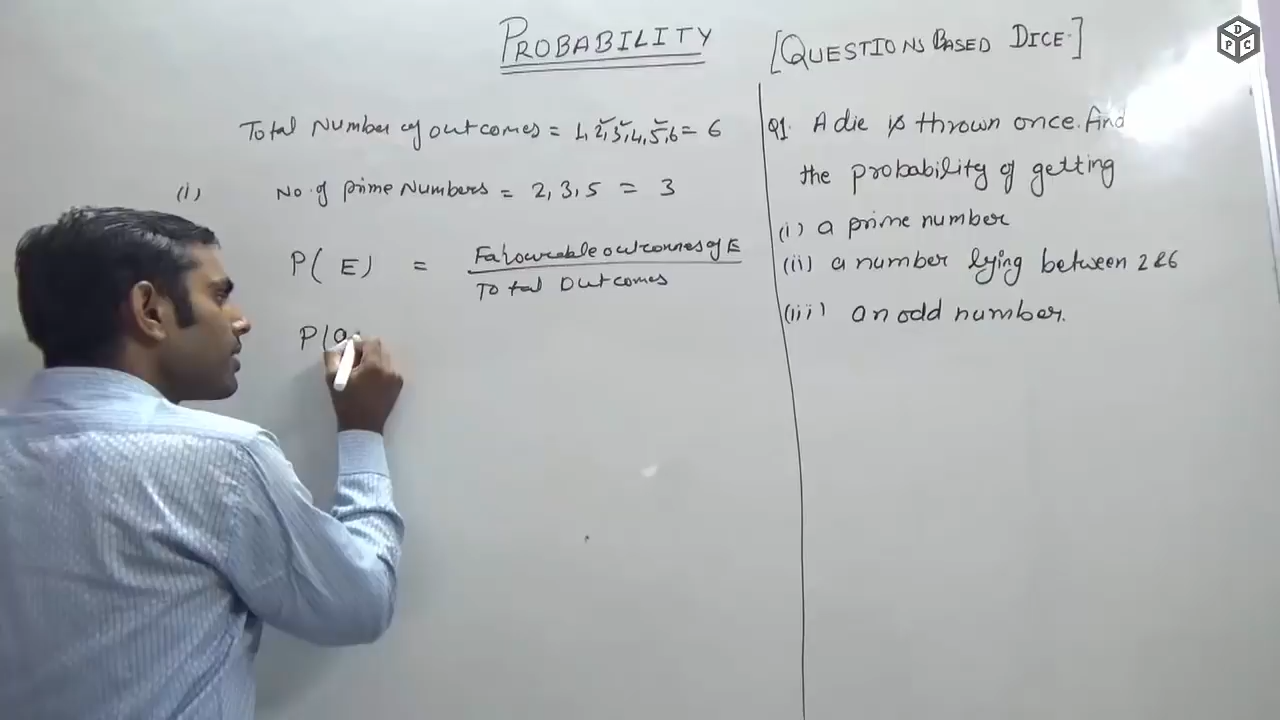 PROBABILITY [QUESTIONS BASED DICE.]
Total Number of outcomes = 1, 2, 3, 4, 5, 6 = 6
(i) No. of prime Numbers = 2, 3, 5 = 3
P( E ) = Favourable outcomes of E
Total Outcomes
P(a
Q1. A die is thrown once. Find
the probability of getting
(i) a prime number
(ii) a number lying between 2 & 6
(iii) an odd number.
D
P C